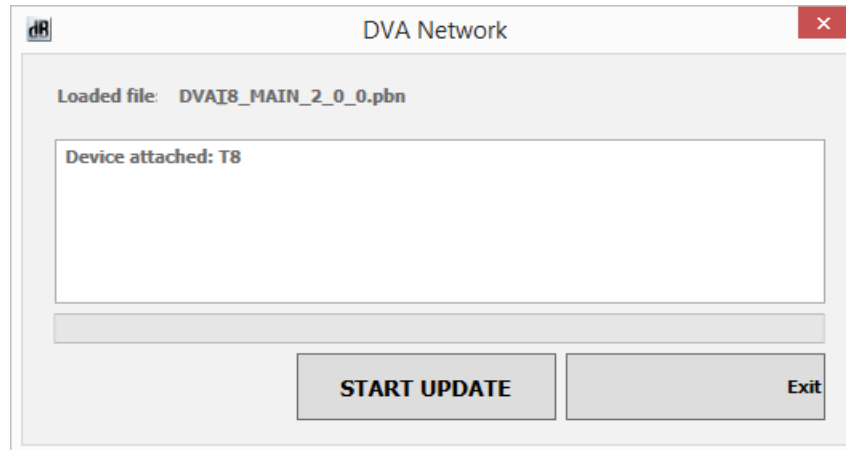 dB
DVA Network
Loaded file: DVAT8_MAIN_2_0_0.pbn
Device attached: T8
START UPDATE
Exit